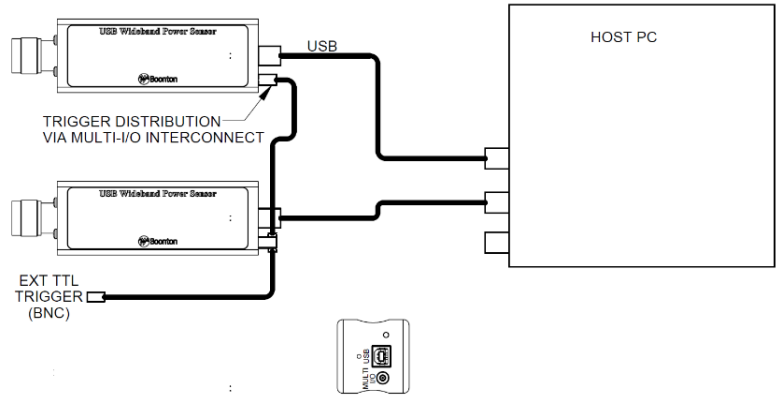 USB Wideband Power Sensor
Boonton
USB
HOST PC
TRIGGER DISTRIBUTION
VIA MULTI-I/O INTERCONNECT
USB Wideband Power Sensor
Boonton
EXT TTL
TRIGGER
(BNC)
USB
MULTI
I/O